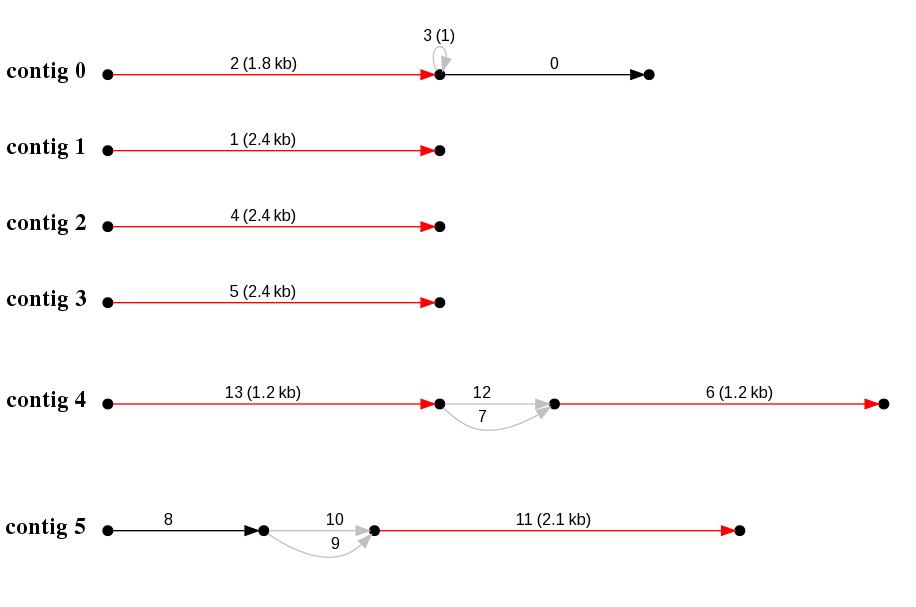 3 (1)
contig 0 2 (1.8 kb) 0
contig 1 1 (2.4 kb)
contig 2 4 (2.4 kb)
contig 3 5 (2.4 kb)
contig 4 13 (1.2 kb) 12 6 (1.2 kb)
7
contig 5 8 10 11 (2.1 kb)
9